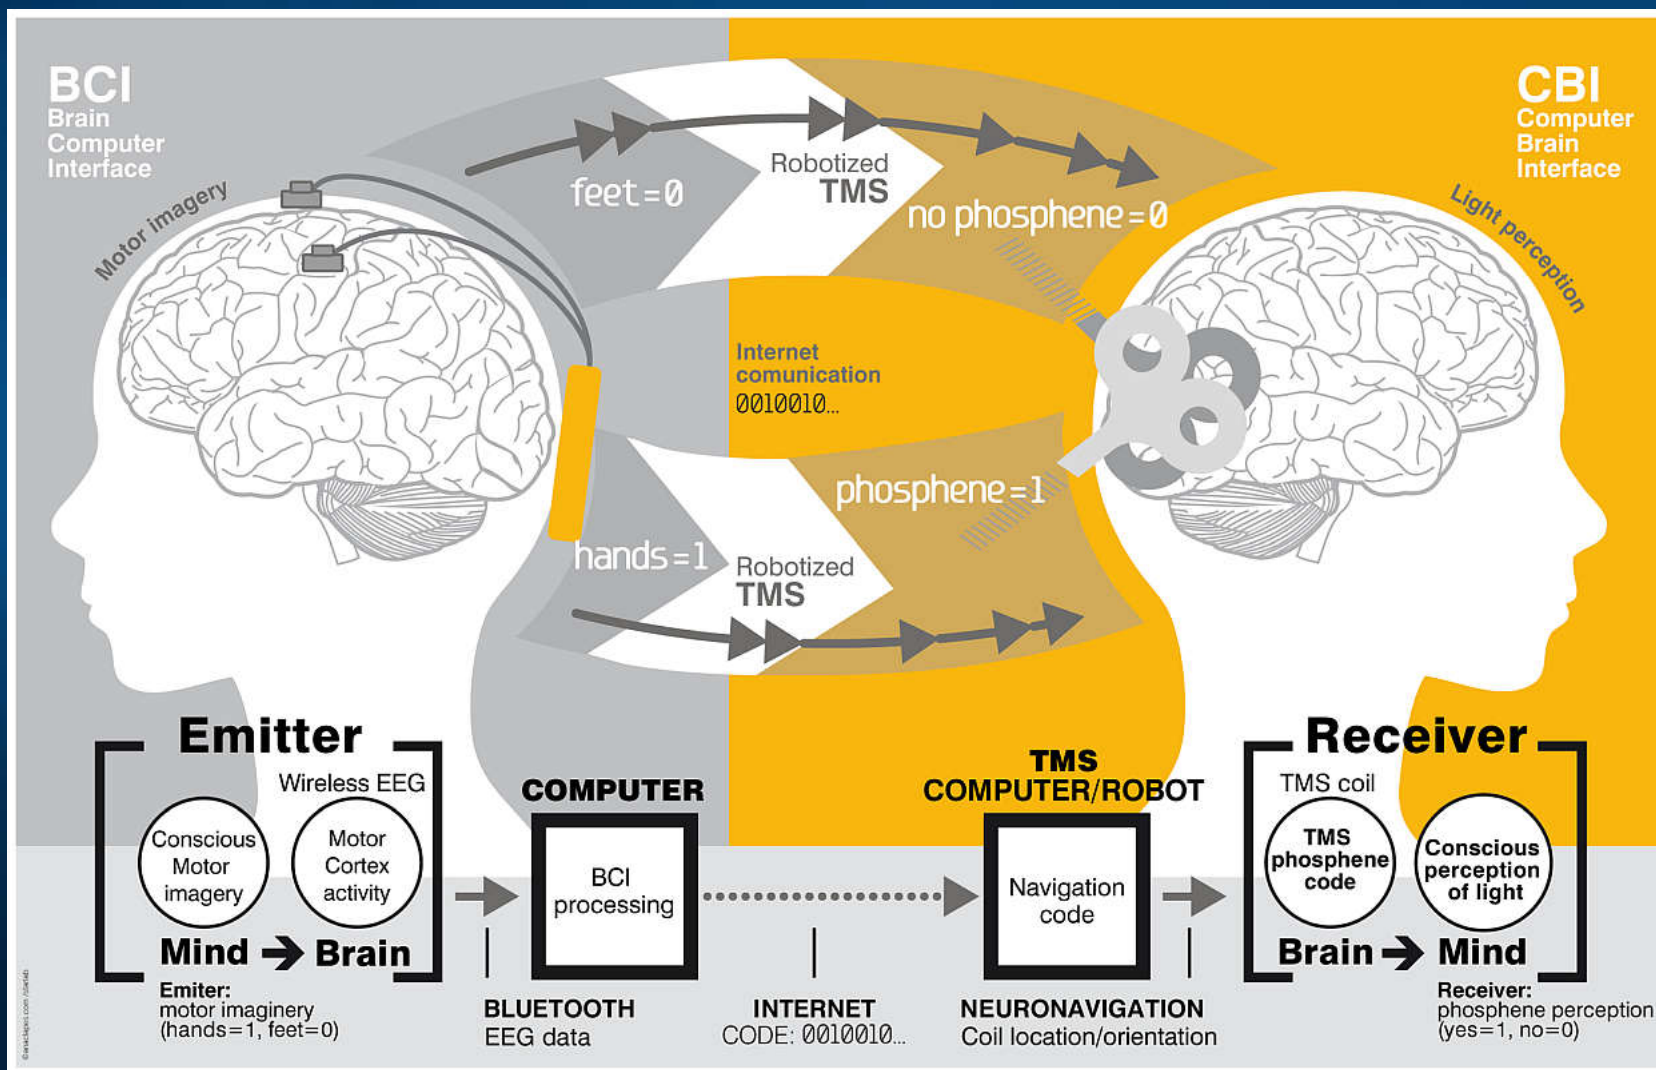 BCI
Brain
Computer
Interface
Motor imagery
feet=0
Robotized
TMS
no phosphene=0
CBI
Computer
Brain
Interface
Light perception
Internet
comunication
0010010...
hands=1
Robotized
TMS
phosphene=1
Emitter
Wireless EEG
Conscious
Motor
imagery
Motor
Cortex
activity
Mind
Brain
Emiter:
motor imaginery
(hands=1, feet=0)
COMPUTER
BCI
processing
BLUETOOTH
EEG data
INTERNET
CODE: 0010010...
TMS
COMPUTER/ROBOT
Navigation
code
NEURONAVIGATION
Coil location/orientation
Receiver
TMS coil
TMS
phosphene
code
Conscious
perception
of light
Brain
Mind
Receiver:
phosphene perception
(yes=1, no=0)